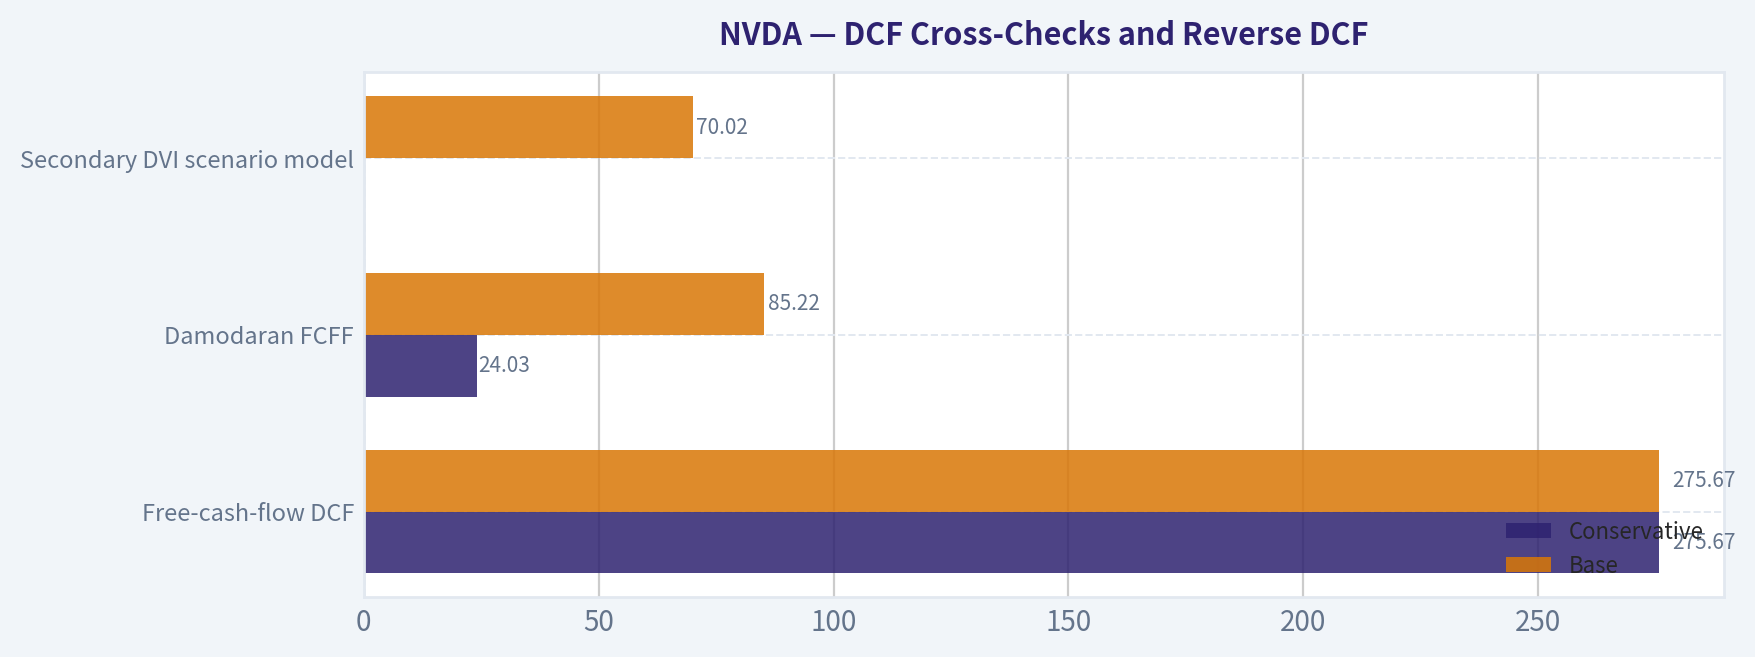 NVDA — DCF Cross-Checks and Reverse DCF
Secondary DVI scenario model
70.02
Damodaran FCFF
85.22
24.03
Free-cash-flow DCF
275.67
275.67
Conservative
Base
0 50 100 150 200 250